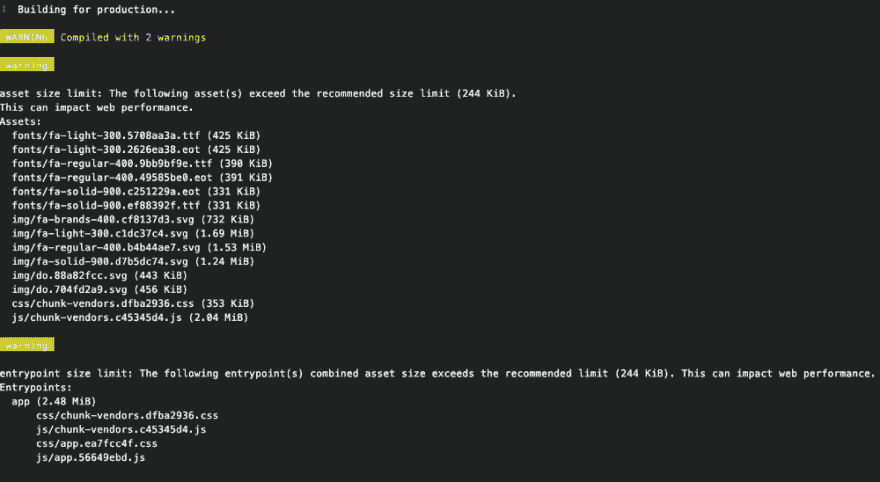 Building for production...
WARNING Compiled with 2 warnings
warning
asset size limit: The following asset(s) exceed the recommended size limit (244 KiB).
This can impact web performance.
Assets:
fonts/fa-light-300.5708aa3a.ttf (425 KiB)
fonts/fa-light-300.2626ea38.eot (425 KiB)
fonts/fa-regular-400.9bb9bf9e.ttf (390 KiB)
fonts/fa-regular-400.49585be0.eot (391 KiB)
fonts/fa-solid-900.c251229a.eot (331 KiB)
fonts/fa-solid-900.ef88392f.ttf (331 KiB)
img/fa-brands-400.cf8137d3.svg (732 KiB)
img/fa-light-300.c1dc37c4.svg (1.69 MiB)
img/fa-regular-400.b4b44ae7.svg (1.53 MiB)
img/fa-solid-900.d7b5dc74.svg (1.24 MiB)
img/do.88a82fcc.svg (443 KiB)
img/do.704fd2a9.svg (456 KiB)
css/chunk-vendors.dfba2936.css (353 KiB)
js/chunk-vendors.c45345d4.js (2.04 MiB)
warning
entrypoint size limit: The following entrypoint(s) combined asset size exceeds the recommended limit (244 KiB). This can impact web performance.
Entrypoints:
app (2.48 MiB)
css/chunk-vendors.dfba2936.css
js/chunk-vendors.c45345d4.js
css/app.ea7fcc4f.css
js/app.56649ebd.js